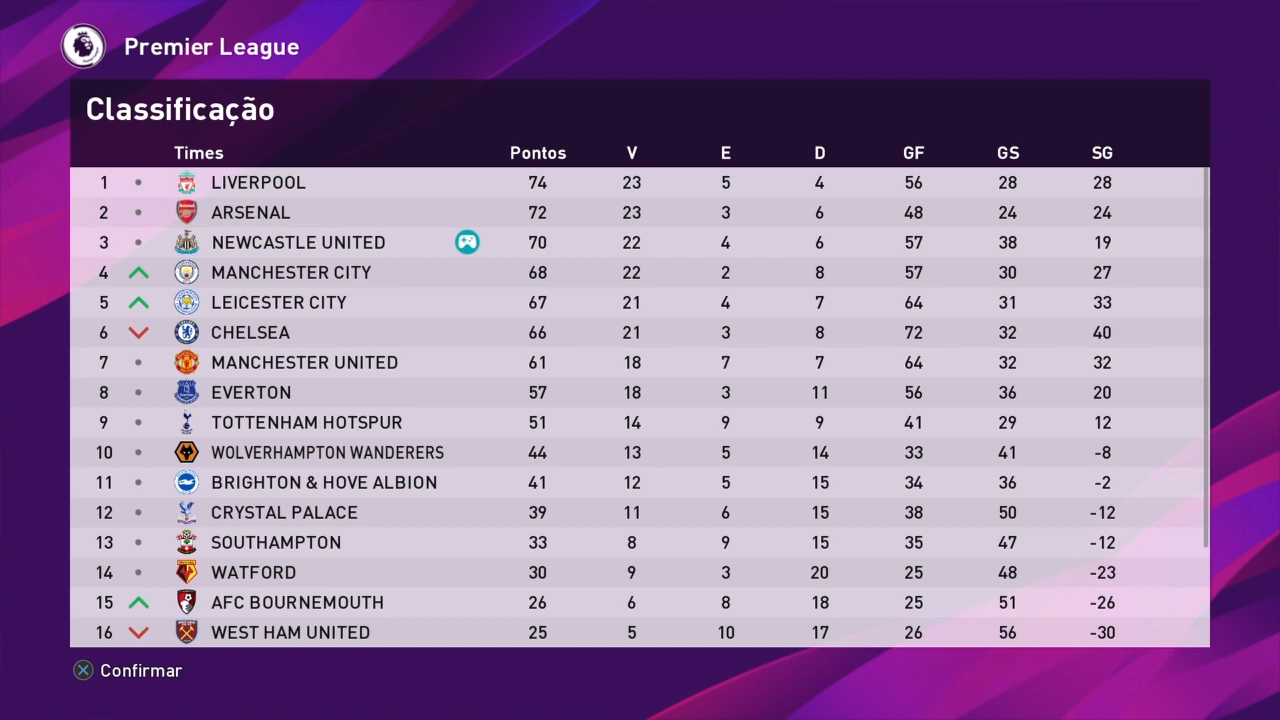 Premier League
Classificação
Times Pontos V E D GF GS SG
1 LIVERPOOL 74 23 5 4 56 28 28
2 ARSENAL 72 23 3 6 48 24 24
3 NEWCASTLE UNITED 70 22 4 6 57 38 19
4 MANCHESTER CITY 68 22 2 8 57 30 27
5 LEICESTER CITY 67 21 4 7 64 31 33
6 CHELSEA 66 21 3 8 72 32 40
7 MANCHESTER UNITED 61 18 7 7 64 32 32
8 EVERTON 57 18 3 11 56 36 20
9 TOTTENHAM HOTSPUR 51 14 9 9 41 29 12
10 WOLVERHAMPTON WANDERERS 44 13 5 14 33 41 -8
11 BRIGHTON & HOVE ALBION 41 12 5 15 34 36 -2
12 CRYSTAL PALACE 39 11 6 15 38 50 -12
13 SOUTHAMPTON 33 8 9 15 35 47 -12
14 WATFORD 30 9 3 20 25 48 -23
15 AFC BOURNEMOUTH 26 6 8 18 25 51 -26
16 WEST HAM UNITED 25 5 10 17 26 56 -30
Confirmar